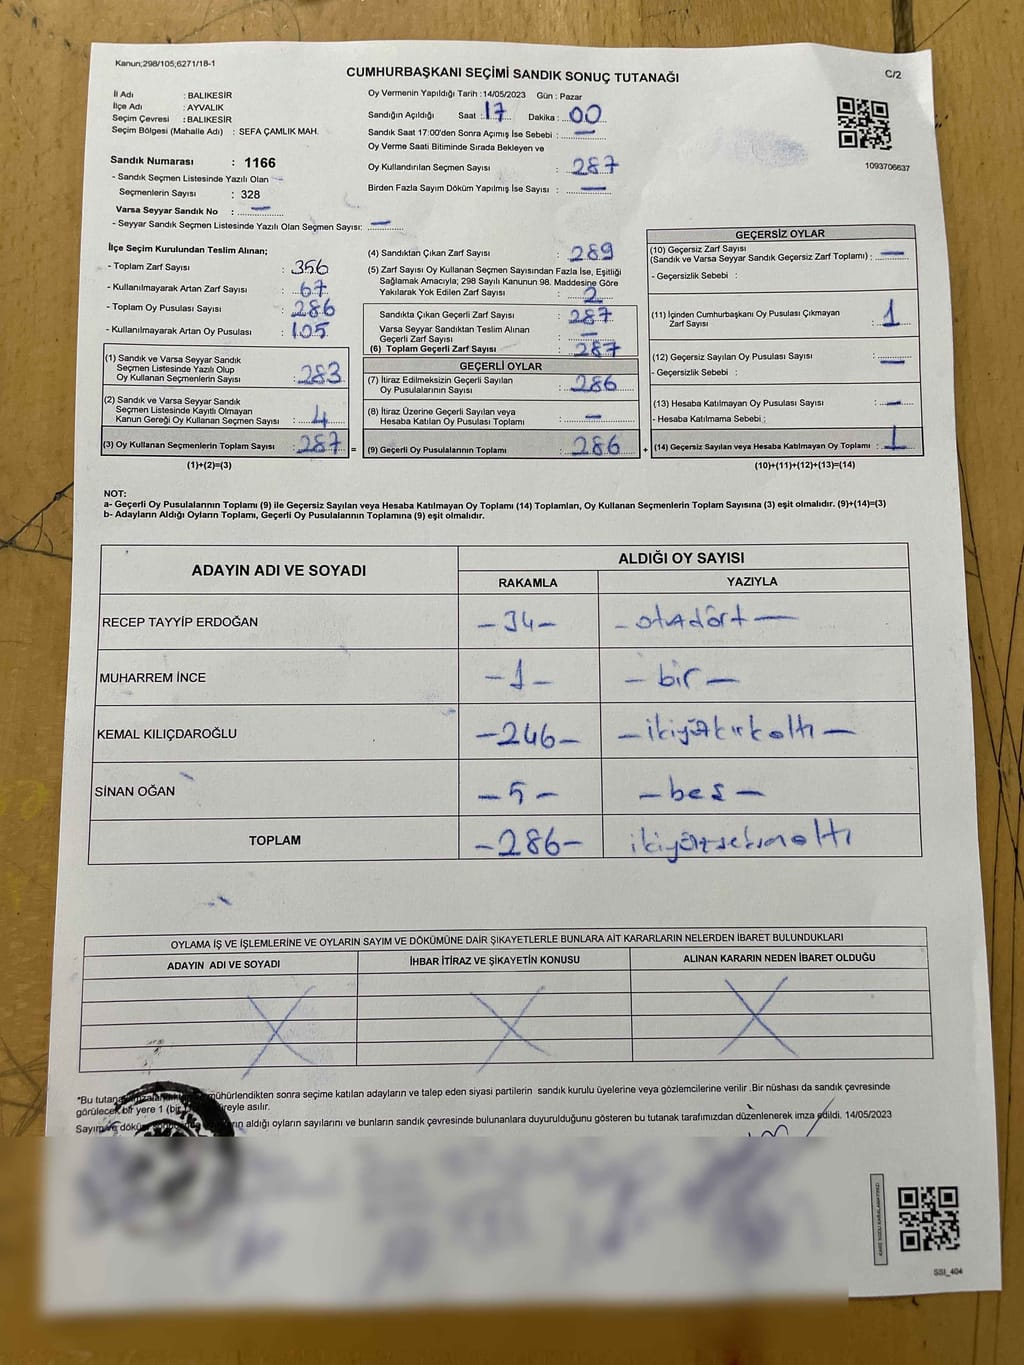 Kanun;298/105;6271/18-1
CUMHURBAŞKANI SEÇİMİ SANDIK SONUÇ TUTANAĞI
C/2
İl Adı : BALIKESİR
İlçe Adı : AYVALIK
Seçim Çevresi : BALIKESİR
Seçim Bölgesi (Mahalle Adı) : SEFA ÇAMLIK MAH.
Sandık Numarası : 1166
- Sandık Seçmen Listesinde Yazılı Olan
Seçmenlerin Sayısı : 328
Varsa Seyyar Sandık No : —
- Seyyar Sandık Seçmen Listesinde Yazılı Olan Seçmen Sayısı: —
Oy Vermenin Yapıldığı Tarih : 14/05/2023 Gün : Pazar
Sandığın Açıldığı Saat : 17 Dakika : 00
Sandık Saat 17:00'den Sonra Açımış İse Sebebi : —
Oy Verme Saati Bitiminde Sırada Bekleyen ve
Oy Kullandırılan Seçmen Sayısı : 287
Birden Fazla Sayım Döküm Yapılmış İse Sayısı : —
1093706637
İlçe Seçim Kurulundan Teslim Alınan;
- Toplam Zarf Sayısı : 356
- Kullanılmayarak Artan Zarf Sayısı : 67
- Toplam Oy Pusulası Sayısı : 286
- Kullanılmayarak Artan Oy Pusulası : 105
(1) Sandık ve Varsa Seyyar Sandık
Seçmen Listesinde Yazılı Olup
Oy Kullanan Seçmenlerin Sayısı : 283
(2) Sandık ve Varsa Seyyar Sandık
Seçmen Listesinde Kayıtlı Olmayan
Kanun Gereği Oy Kullanan Seçmen Sayısı : 4
(3) Oy Kullanan Seçmenlerin Toplam Sayısı : 287 =
(1)+(2)=(3)
(4) Sandıktan Çıkan Zarf Sayısı : 289
(5) Zarf Sayısı Oy Kullanan Seçmen Sayısından Fazla İse, Eşitliği
Sağlamak Amacıyla; 298 Sayılı Kanunun 98. Maddesine Göre
Yakılarak Yok Edilen Zarf Sayısı : 2
Sandıkta Çıkan Geçerli Zarf Sayısı : 287
Varsa Seyyar Sandıktan Teslim Alınan
Geçerli Zarf Sayısı : —
(6) Toplam Geçerli Zarf Sayısı : 287
GEÇERLİ OYLAR
(7) İtiraz Edilmeksizin Geçerli Sayılan
Oy Pusulalarının Sayısı : 286
(8) İtiraz Üzerine Geçerli Sayılan veya
Hesaba Katılan Oy Pusulası Toplamı : —
(9) Geçerli Oy Pusulalarının Toplamı : 286 +
GEÇERSİZ OYLAR
(10) Geçersiz Zarf Sayısı
(Sandık ve Varsa Seyyar Sandık Geçersiz Zarf Toplamı) : —
- Geçersizlik Sebebi :
(11) İçinden Cumhurbaşkanı Oy Pusulası Çıkmayan
Zarf Sayısı : 1
(12) Geçersiz Sayılan Oy Pusulası Sayısı : —
- Geçersizlik Sebebi :
(13) Hesaba Katılmayan Oy Pusulası Sayısı : —
- Hesaba Katılmama Sebebi :
(14) Geçersiz Sayılan veya Hesaba Katılmayan Oy Toplamı : 1
(10)+(11)+(12)+(13)=(14)
NOT:
a- Geçerli Oy Pusulalarının Toplamı (9) ile Geçersiz Sayılan veya Hesaba Katılmayan Oy Toplamı (14) Toplamları, Oy Kullanan Seçmenlerin Toplam Sayısına (3) eşit olmalıdır. (9)+(14)=(3)
b- Adayların Aldığı Oyların Toplamı, Geçerli Oy Pusulalarının Toplamına (9) eşit olmalıdır.
ADAYIN ADI VE SOYADI
ALDIĞI OY SAYISI
RAKAMLA YAZIYLA
RECEP TAYYİP ERDOĞAN –34– –otuzdört–
MUHARREM İNCE –1– –bir–
KEMAL KILIÇDAROĞLU –246– –ikiyüzkırkaltı–
SİNAN OĞAN –5– –beş–
TOPLAM –286– ikiyüzseksenaltı
OYLAMA İŞ VE İŞLEMLERİNE VE OYLARIN SAYIM VE DÖKÜMÜNE DAİR ŞİKAYETLERLE BUNLARA AİT KARARLARIN NELERDEN İBARET BULUNDUKLARI
ADAYIN ADI VE SOYADI İHBAR İTİRAZ VE ŞİKAYETİN KONUSU ALINAN KARARIN NEDEN İBARET OLDUĞU
*Bu mühürlendikten sonra seçime katılan adayların ve talep eden siyasi partilerin sandık kurulu üyelerine veya gözlemcilerine verilir .Bir nüshası da sandık çevresinde
görülecek bir yere 1 asılır.
Sayım ve aldığı oyların sayılarını ve bunların sandık çevresinde bulunanlara duyurulduğunu gösteren bu tutanak tarafımızdan düzenlenerek imza edildi. 14/05/2023
SSI_404